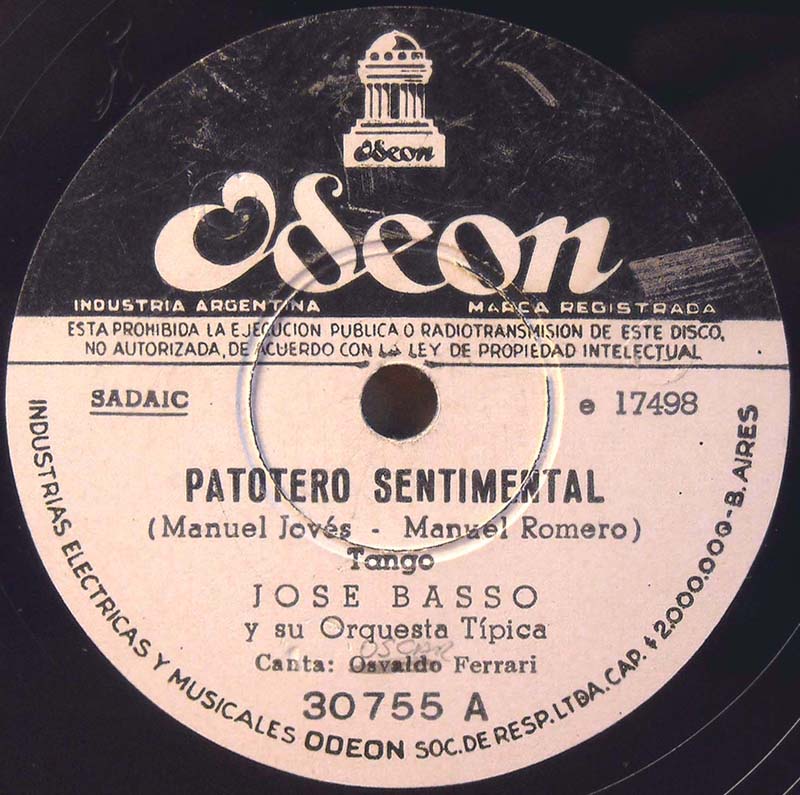 Odeon
Odeon
INDUSTRIA ARGENTINA
MARCA REGISTRADA
ESTA PROHIBIDA LA EJECUCION PUBLICA O RADIOTRANSMISION DE ESTE DISCO,
NO AUTORIZADA, DE ACUERDO CON LA LEY DE PROPIEDAD INTELECTUAL
SADAIC
e 17498
PATOTERO SENTIMENTAL
(Manuel Jovés - Manuel Romero)
Tango
JOSE BASSO
y su Orquesta Típica
OSCAR
Canta: Osvaldo Ferrari
30755 A
INDUSTRIAS ELECTRICAS Y MUSICALES ODEON SOC. DE RESP. LTDA. CAP. $ 2.000.000 - B. AIRES